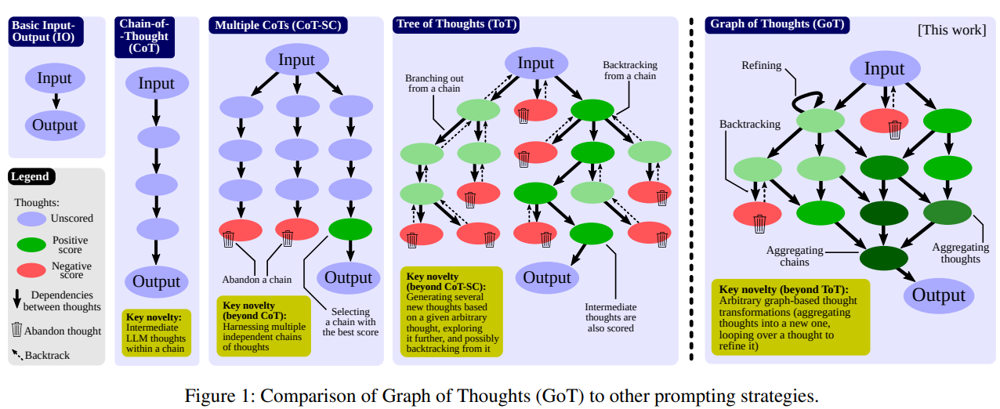 Basic Input-
Output (IO)
Input
Output
Legend
Thoughts:
Unscored
Positive
score
Negative
score
Dependencies
between thoughts
Abandon thought
Backtrack
Chain-of-
-Thought
(CoT)
Input
Output
Key novelty:
Intermediate
LLM thoughts
within a chain
Multiple CoTs (CoT-SC)
Input
Abandon a chain
Output
Key novelty
(beyond CoT):
Harnessing multiple
independent chains
of thoughts
Selecting
a chain with
the best score
Tree of Thoughts (ToT)
Input
Branching out
from a chain
Backtracking
from a chain
Output
Key novelty
(beyond CoT-SC):
Generating several
new thoughts based
on a given arbitrary
thought, exploring
it further, and possibly
backtracking from it
Intermediate
thoughts are
also scored
Graph of Thoughts (GoT)
[This work]
Refining
Input
Backtracking
Aggregating
chains
Aggregating
thoughts
Output
Key novelty (beyond ToT):
Arbitrary graph-based thought
transformations (aggregating
thoughts into a new one,
looping over a thought to
refine it)
Figure 1: Comparison of Graph of Thoughts (GoT) to other prompting strategies.